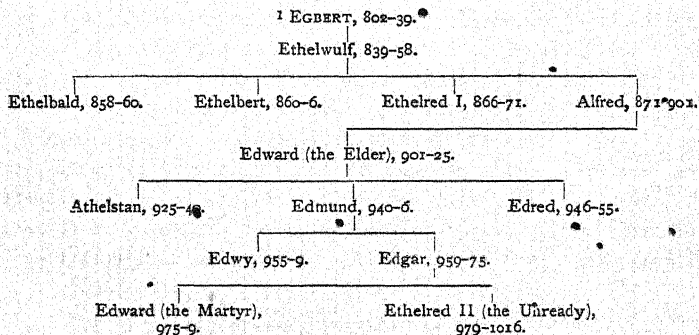 1 EGBERT, 802-39.
Ethelwulf, 839-58.
Ethelbald, 858-60. Ethelbert, 860-6. Ethelred I, 866-71. Alfred, 871-901.
Edward (the Elder), 901-25.
Athelstan, 925-40. Edmund, 940-6. Edred, 946-55.
Edwy, 955-9. Edgar, 959-75.
Edward (the Martyr), Ethelred II (the Unready),
975-9. 979-1016.